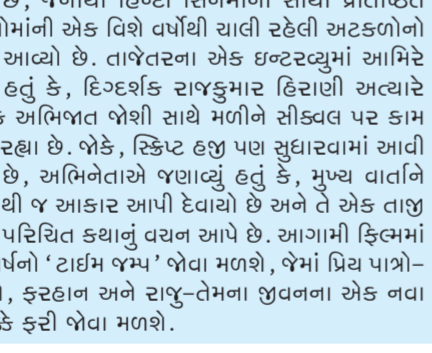 છે, જેનાથી હિન્દી સિનેમાની સૌથી પ્રતિષ્ઠિત
એક વિશે વર્ષોથી ચાલી રહેલી અટકળોનો
આવ્યો છે. તાજેતરના એક ઇન્ટરવ્યુમાં આમિરે
હતું કે, દિગ્દર્શક રાજકુમાર હિરાણી અત્યારે
અભિજાત જોશી સાથે મળીને સીક્વલ પર કામ
રહ્યા છે. જોકે, સ્ક્રિપ્ટ હજી પણ સુધારવામાં આવી
છે, અભિનેતાએ જણાવ્યું હતું કે, મુખ્ય વાર્તાને
થી જ આકાર આપી દેવાયો છે અને તે એક તાજી
પરિચિત કથાનું વચન આપે છે. આગામી ફિલ્મમાં
‘ટાઈમ જમ્પ’ જોવા મળશે, જેમાં પ્રિય પાત્રો–
, ફરહાન અને રાજુ–તેમના જીવનના એક નવા
ફરી જોવા મળશે.